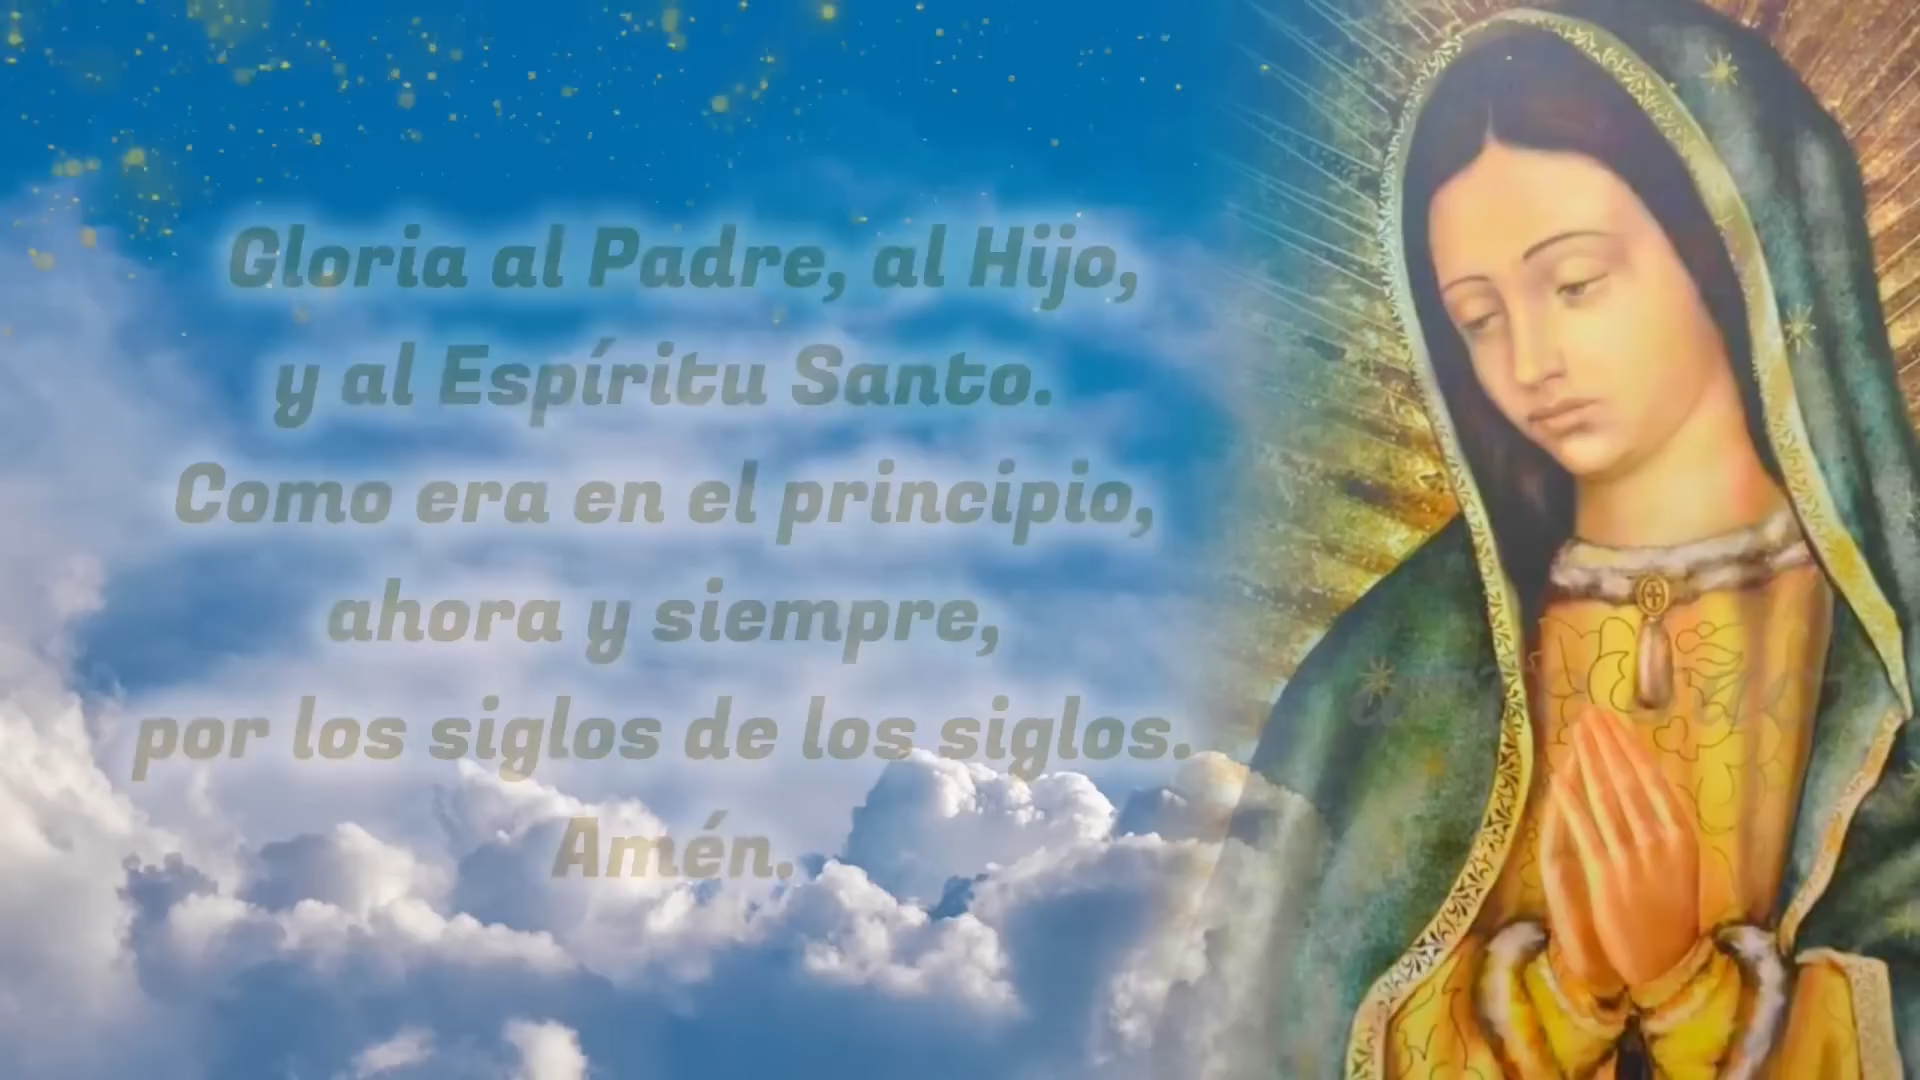 Gloria al Padre, al Hijo,
y al Espíritu Santo.
Como era en el principio,
ahora y siempre,
por los siglos de los siglos.
Amén.